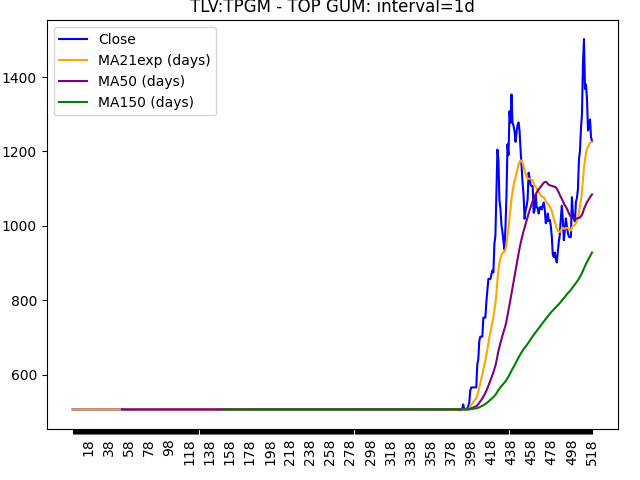 TLV:TPGM - TOP GUM: interval=1d
Close
MA21exp (days)
MA50 (days)
MA150 (days)
1400
1200
1000
800
600
18 38 58 78 98 118 138 158 178 198 218 238 258 278 298 318 338 358 378 398 418 438 458 478 498 518